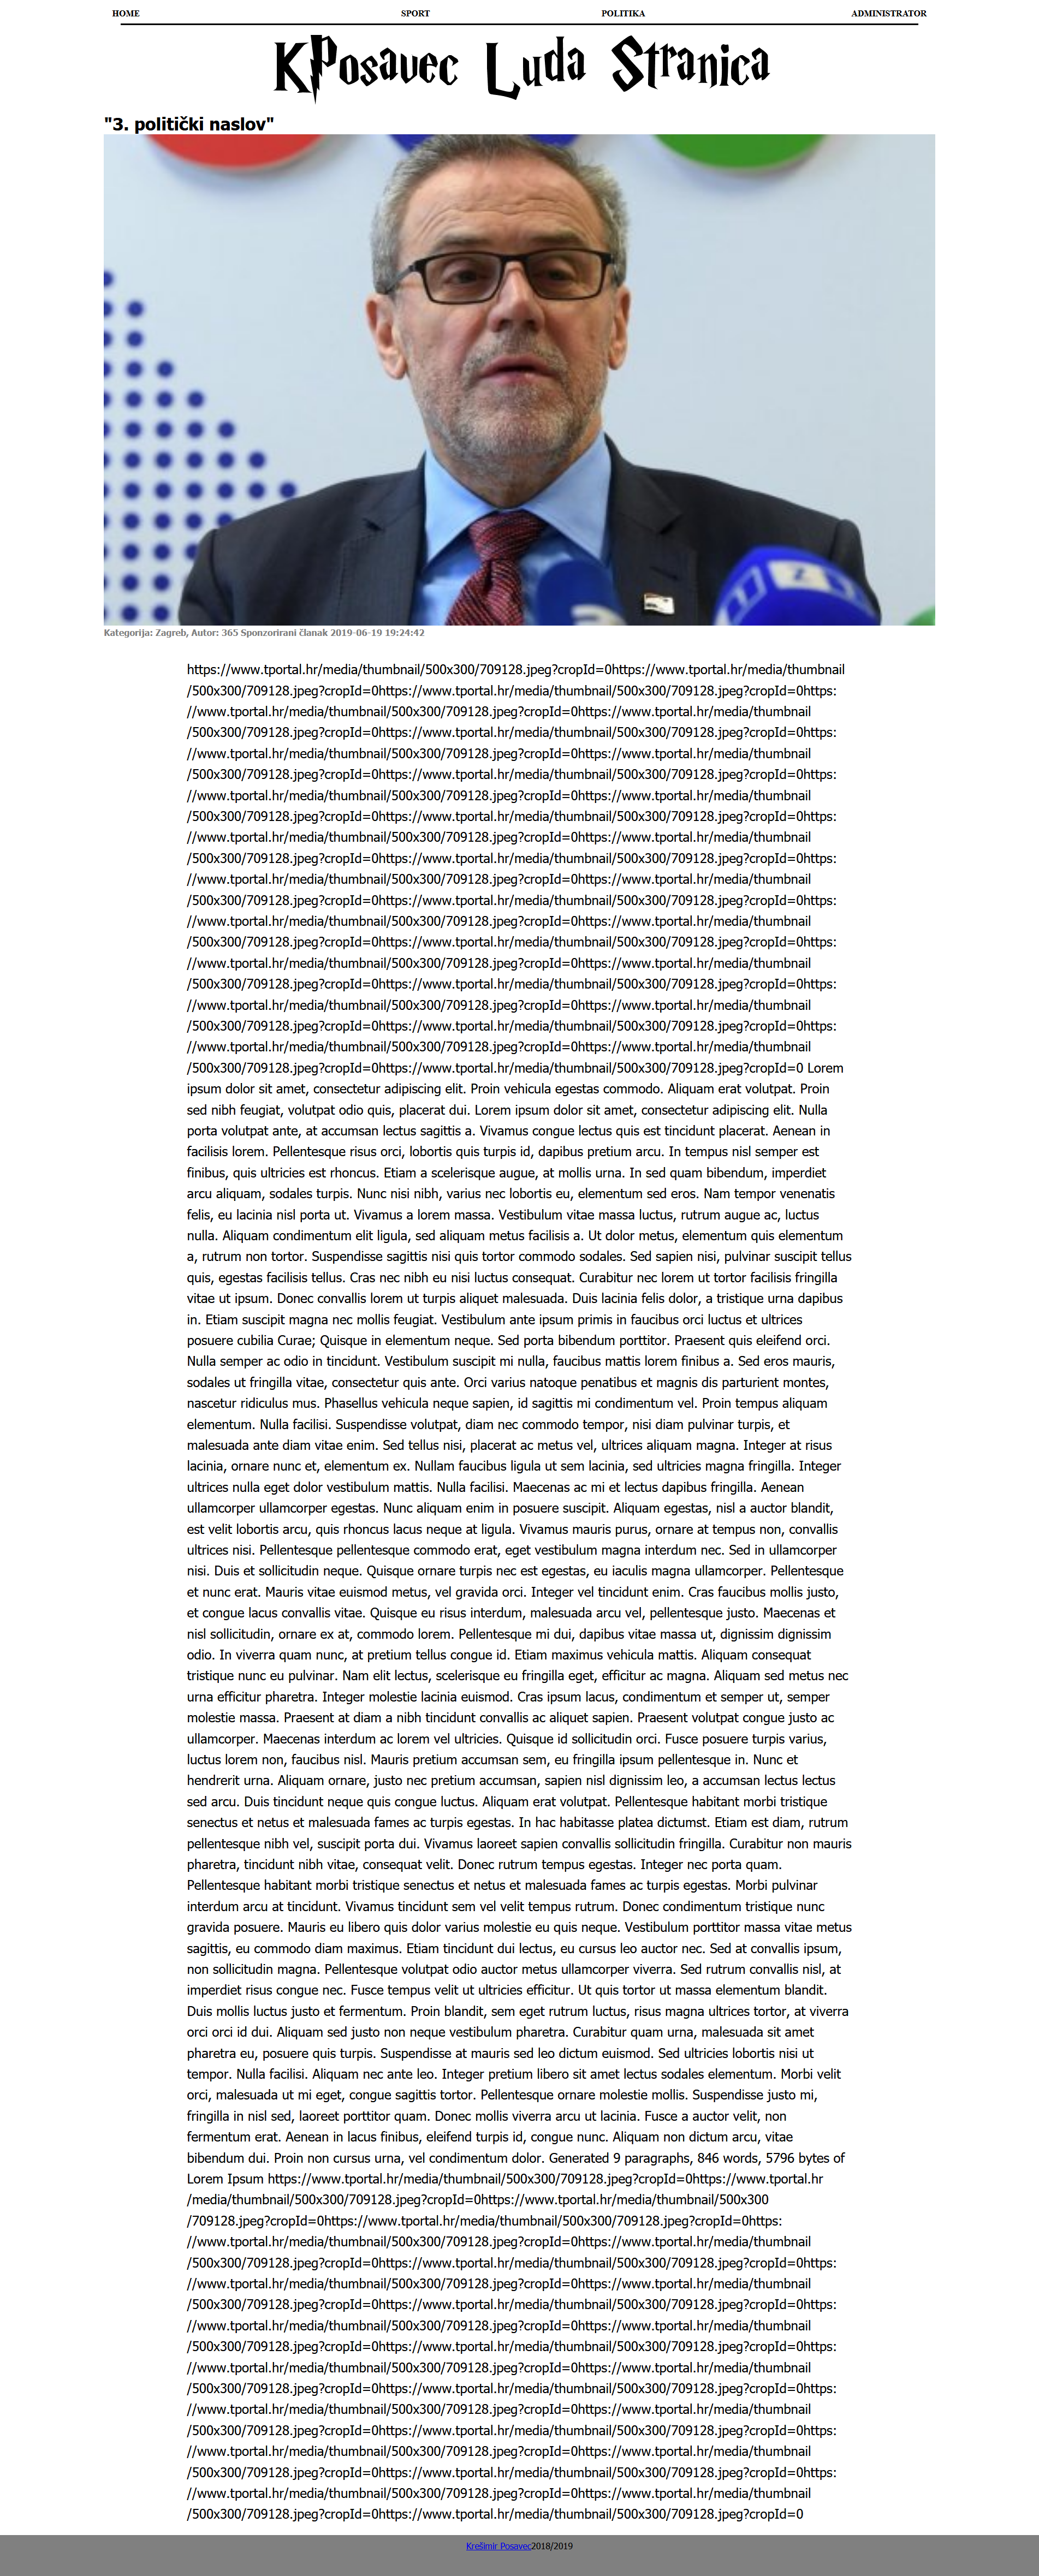 HOME SPORT POLITIKA ADMINISTRATOR
KPosavec Luda Stranica
"3. politički naslov"
Kategorija: Zagreb, Autor: 365 Sponzorirani članak 2019-06-19 19:24:42
https://www.tportal.hr/media/thumbnail/500x300/709128.jpeg?cropId=0https://www.tportal.hr/media/thumbnail
/500x300/709128.jpeg?cropId=0https://www.tportal.hr/media/thumbnail/500x300/709128.jpeg?cropId=0https:
//www.tportal.hr/media/thumbnail/500x300/709128.jpeg?cropId=0https://www.tportal.hr/media/thumbnail
/500x300/709128.jpeg?cropId=0https://www.tportal.hr/media/thumbnail/500x300/709128.jpeg?cropId=0https:
//www.tportal.hr/media/thumbnail/500x300/709128.jpeg?cropId=0https://www.tportal.hr/media/thumbnail
/500x300/709128.jpeg?cropId=0https://www.tportal.hr/media/thumbnail/500x300/709128.jpeg?cropId=0https:
//www.tportal.hr/media/thumbnail/500x300/709128.jpeg?cropId=0https://www.tportal.hr/media/thumbnail
/500x300/709128.jpeg?cropId=0https://www.tportal.hr/media/thumbnail/500x300/709128.jpeg?cropId=0https:
//www.tportal.hr/media/thumbnail/500x300/709128.jpeg?cropId=0https://www.tportal.hr/media/thumbnail
/500x300/709128.jpeg?cropId=0https://www.tportal.hr/media/thumbnail/500x300/709128.jpeg?cropId=0https:
//www.tportal.hr/media/thumbnail/500x300/709128.jpeg?cropId=0https://www.tportal.hr/media/thumbnail
/500x300/709128.jpeg?cropId=0https://www.tportal.hr/media/thumbnail/500x300/709128.jpeg?cropId=0https:
//www.tportal.hr/media/thumbnail/500x300/709128.jpeg?cropId=0https://www.tportal.hr/media/thumbnail
/500x300/709128.jpeg?cropId=0https://www.tportal.hr/media/thumbnail/500x300/709128.jpeg?cropId=0https:
//www.tportal.hr/media/thumbnail/500x300/709128.jpeg?cropId=0https://www.tportal.hr/media/thumbnail
/500x300/709128.jpeg?cropId=0https://www.tportal.hr/media/thumbnail/500x300/709128.jpeg?cropId=0https:
//www.tportal.hr/media/thumbnail/500x300/709128.jpeg?cropId=0https://www.tportal.hr/media/thumbnail
/500x300/709128.jpeg?cropId=0https://www.tportal.hr/media/thumbnail/500x300/709128.jpeg?cropId=0https:
//www.tportal.hr/media/thumbnail/500x300/709128.jpeg?cropId=0https://www.tportal.hr/media/thumbnail
/500x300/709128.jpeg?cropId=0https://www.tportal.hr/media/thumbnail/500x300/709128.jpeg?cropId=0 Lorem
ipsum dolor sit amet, consectetur adipiscing elit. Proin vehicula egestas commodo. Aliquam erat volutpat. Proin
sed nibh feugiat, volutpat odio quis, placerat dui. Lorem ipsum dolor sit amet, consectetur adipiscing elit. Nulla
porta volutpat ante, at accumsan lectus sagittis a. Vivamus congue lectus quis est tincidunt placerat. Aenean in
facilisis lorem. Pellentesque risus orci, lobortis quis turpis id, dapibus pretium arcu. In tempus nisl semper est
finibus, quis ultricies est rhoncus. Etiam a scelerisque augue, at mollis urna. In sed quam bibendum, imperdiet
arcu aliquam, sodales turpis. Nunc nisi nibh, varius nec lobortis eu, elementum sed eros. Nam tempor venenatis
felis, eu lacinia nisl porta ut. Vivamus a lorem massa. Vestibulum vitae massa luctus, rutrum augue ac, luctus
nulla. Aliquam condimentum elit ligula, sed aliquam metus facilisis a. Ut dolor metus, elementum quis elementum
a, rutrum non tortor. Suspendisse sagittis nisi quis tortor commodo sodales. Sed sapien nisi, pulvinar suscipit tellus
quis, egestas facilisis tellus. Cras nec nibh eu nisi luctus consequat. Curabitur nec lorem ut tortor facilisis fringilla
vitae ut ipsum. Donec convallis lorem ut turpis aliquet malesuada. Duis lacinia felis dolor, a tristique urna dapibus
in. Etiam suscipit magna nec mollis feugiat. Vestibulum ante ipsum primis in faucibus orci luctus et ultrices
posuere cubilia Curae; Quisque in elementum neque. Sed porta bibendum porttitor. Praesent quis eleifend orci.
Nulla semper ac odio in tincidunt. Vestibulum suscipit mi nulla, faucibus mattis lorem finibus a. Sed eros mauris,
sodales ut fringilla vitae, consectetur quis ante. Orci varius natoque penatibus et magnis dis parturient montes,
nascetur ridiculus mus. Phasellus vehicula neque sapien, id sagittis mi condimentum vel. Proin tempus aliquam
elementum. Nulla facilisi. Suspendisse volutpat, diam nec commodo tempor, nisi diam pulvinar turpis, et
malesuada ante diam vitae enim. Sed tellus nisi, placerat ac metus vel, ultrices aliquam magna. Integer at risus
lacinia, ornare nunc et, elementum ex. Nullam faucibus ligula ut sem lacinia, sed ultricies magna fringilla. Integer
ultrices nulla eget dolor vestibulum mattis. Nulla facilisi. Maecenas ac mi et lectus dapibus fringilla. Aenean
ullamcorper ullamcorper egestas. Nunc aliquam enim in posuere suscipit. Aliquam egestas, nisl a auctor blandit,
est velit lobortis arcu, quis rhoncus lacus neque at ligula. Vivamus mauris purus, ornare at tempus non, convallis
ultrices nisi. Pellentesque pellentesque commodo erat, eget vestibulum magna interdum nec. Sed in ullamcorper
nisi. Duis et sollicitudin neque. Quisque ornare turpis nec est egestas, eu iaculis magna ullamcorper. Pellentesque
et nunc erat. Mauris vitae euismod metus, vel gravida orci. Integer vel tincidunt enim. Cras faucibus mollis justo,
et congue lacus convallis vitae. Quisque eu risus interdum, malesuada arcu vel, pellentesque justo. Maecenas et
nisl sollicitudin, ornare ex at, commodo lorem. Pellentesque mi dui, dapibus vitae massa ut, dignissim dignissim
odio. In viverra quam nunc, at pretium tellus congue id. Etiam maximus vehicula mattis. Aliquam consequat
tristique nunc eu pulvinar. Nam elit lectus, scelerisque eu fringilla eget, efficitur ac magna. Aliquam sed metus nec
urna efficitur pharetra. Integer molestie lacinia euismod. Cras ipsum lacus, condimentum et semper ut, semper
molestie massa. Praesent at diam a nibh tincidunt convallis ac aliquet sapien. Praesent volutpat congue justo ac
ullamcorper. Maecenas interdum ac lorem vel ultricies. Quisque id sollicitudin orci. Fusce posuere turpis varius,
luctus lorem non, faucibus nisl. Mauris pretium accumsan sem, eu fringilla ipsum pellentesque in. Nunc et
hendrerit urna. Aliquam ornare, justo nec pretium accumsan, sapien nisl dignissim leo, a accumsan lectus lectus
sed arcu. Duis tincidunt neque quis congue luctus. Aliquam erat volutpat. Pellentesque habitant morbi tristique
senectus et netus et malesuada fames ac turpis egestas. In hac habitasse platea dictumst. Etiam est diam, rutrum
pellentesque nibh vel, suscipit porta dui. Vivamus laoreet sapien convallis sollicitudin fringilla. Curabitur non mauris
pharetra, tincidunt nibh vitae, consequat velit. Donec rutrum tempus egestas. Integer nec porta quam.
Pellentesque habitant morbi tristique senectus et netus et malesuada fames ac turpis egestas. Morbi pulvinar
interdum arcu at tincidunt. Vivamus tincidunt sem vel velit tempus rutrum. Donec condimentum tristique nunc
gravida posuere. Mauris eu libero quis dolor varius molestie eu quis neque. Vestibulum porttitor massa vitae metus
sagittis, eu commodo diam maximus. Etiam tincidunt dui lectus, eu cursus leo auctor nec. Sed at convallis ipsum,
non sollicitudin magna. Pellentesque volutpat odio auctor metus ullamcorper viverra. Sed rutrum convallis nisl, at
imperdiet risus congue nec. Fusce tempus velit ut ultricies efficitur. Ut quis tortor ut massa elementum blandit.
Duis mollis luctus justo et fermentum. Proin blandit, sem eget rutrum luctus, risus magna ultrices tortor, at viverra
orci orci id dui. Aliquam sed justo non neque vestibulum pharetra. Curabitur quam urna, malesuada sit amet
pharetra eu, posuere quis turpis. Suspendisse at mauris sed leo dictum euismod. Sed ultricies lobortis nisi ut
tempor. Nulla facilisi. Aliquam nec ante leo. Integer pretium libero sit amet lectus sodales elementum. Morbi velit
orci, malesuada ut mi eget, congue sagittis tortor. Pellentesque ornare molestie mollis. Suspendisse justo mi,
fringilla in nisl sed, laoreet porttitor quam. Donec mollis viverra arcu ut lacinia. Fusce a auctor velit, non
fermentum erat. Aenean in lacus finibus, eleifend turpis id, congue nunc. Aliquam non dictum arcu, vitae
bibendum dui. Proin non cursus urna, vel condimentum dolor. Generated 9 paragraphs, 846 words, 5796 bytes of
Lorem Ipsum https://www.tportal.hr/media/thumbnail/500x300/709128.jpeg?cropId=0https://www.tportal.hr
/media/thumbnail/500x300/709128.jpeg?cropId=0https://www.tportal.hr/media/thumbnail/500x300
/709128.jpeg?cropId=0https://www.tportal.hr/media/thumbnail/500x300/709128.jpeg?cropId=0https:
//www.tportal.hr/media/thumbnail/500x300/709128.jpeg?cropId=0https://www.tportal.hr/media/thumbnail
/500x300/709128.jpeg?cropId=0https://www.tportal.hr/media/thumbnail/500x300/709128.jpeg?cropId=0https:
//www.tportal.hr/media/thumbnail/500x300/709128.jpeg?cropId=0https://www.tportal.hr/media/thumbnail
/500x300/709128.jpeg?cropId=0https://www.tportal.hr/media/thumbnail/500x300/709128.jpeg?cropId=0https:
//www.tportal.hr/media/thumbnail/500x300/709128.jpeg?cropId=0https://www.tportal.hr/media/thumbnail
/500x300/709128.jpeg?cropId=0https://www.tportal.hr/media/thumbnail/500x300/709128.jpeg?cropId=0https:
//www.tportal.hr/media/thumbnail/500x300/709128.jpeg?cropId=0https://www.tportal.hr/media/thumbnail
/500x300/709128.jpeg?cropId=0https://www.tportal.hr/media/thumbnail/500x300/709128.jpeg?cropId=0https:
//www.tportal.hr/media/thumbnail/500x300/709128.jpeg?cropId=0https://www.tportal.hr/media/thumbnail
/500x300/709128.jpeg?cropId=0https://www.tportal.hr/media/thumbnail/500x300/709128.jpeg?cropId=0https:
//www.tportal.hr/media/thumbnail/500x300/709128.jpeg?cropId=0https://www.tportal.hr/media/thumbnail
/500x300/709128.jpeg?cropId=0https://www.tportal.hr/media/thumbnail/500x300/709128.jpeg?cropId=0https:
//www.tportal.hr/media/thumbnail/500x300/709128.jpeg?cropId=0https://www.tportal.hr/media/thumbnail
/500x300/709128.jpeg?cropId=0https://www.tportal.hr/media/thumbnail/500x300/709128.jpeg?cropId=0
Krešimir Posavec2018/2019